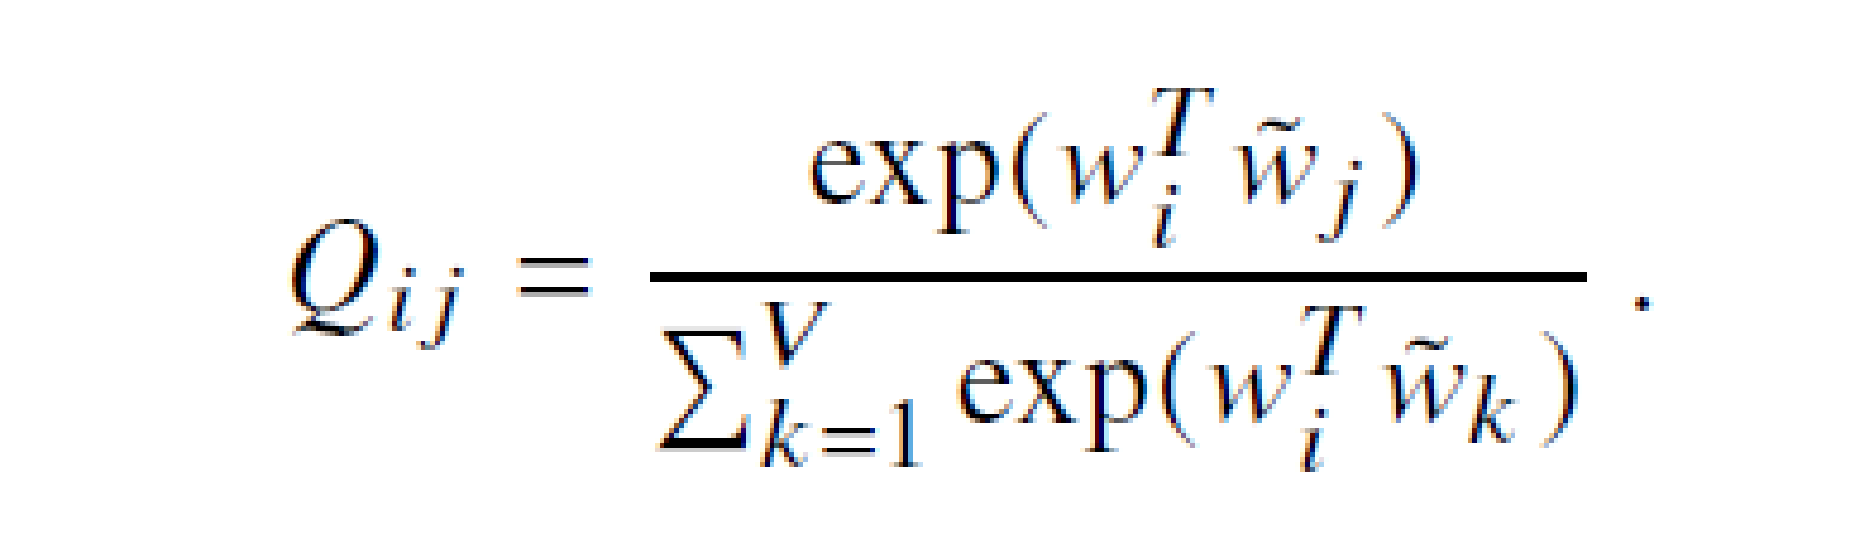 Q_{ij} = \frac{\exp(w_i^T \tilde{w}_j)}{\sum_{k=1}^{V} \exp(w_i^T \tilde{w}_k)} .